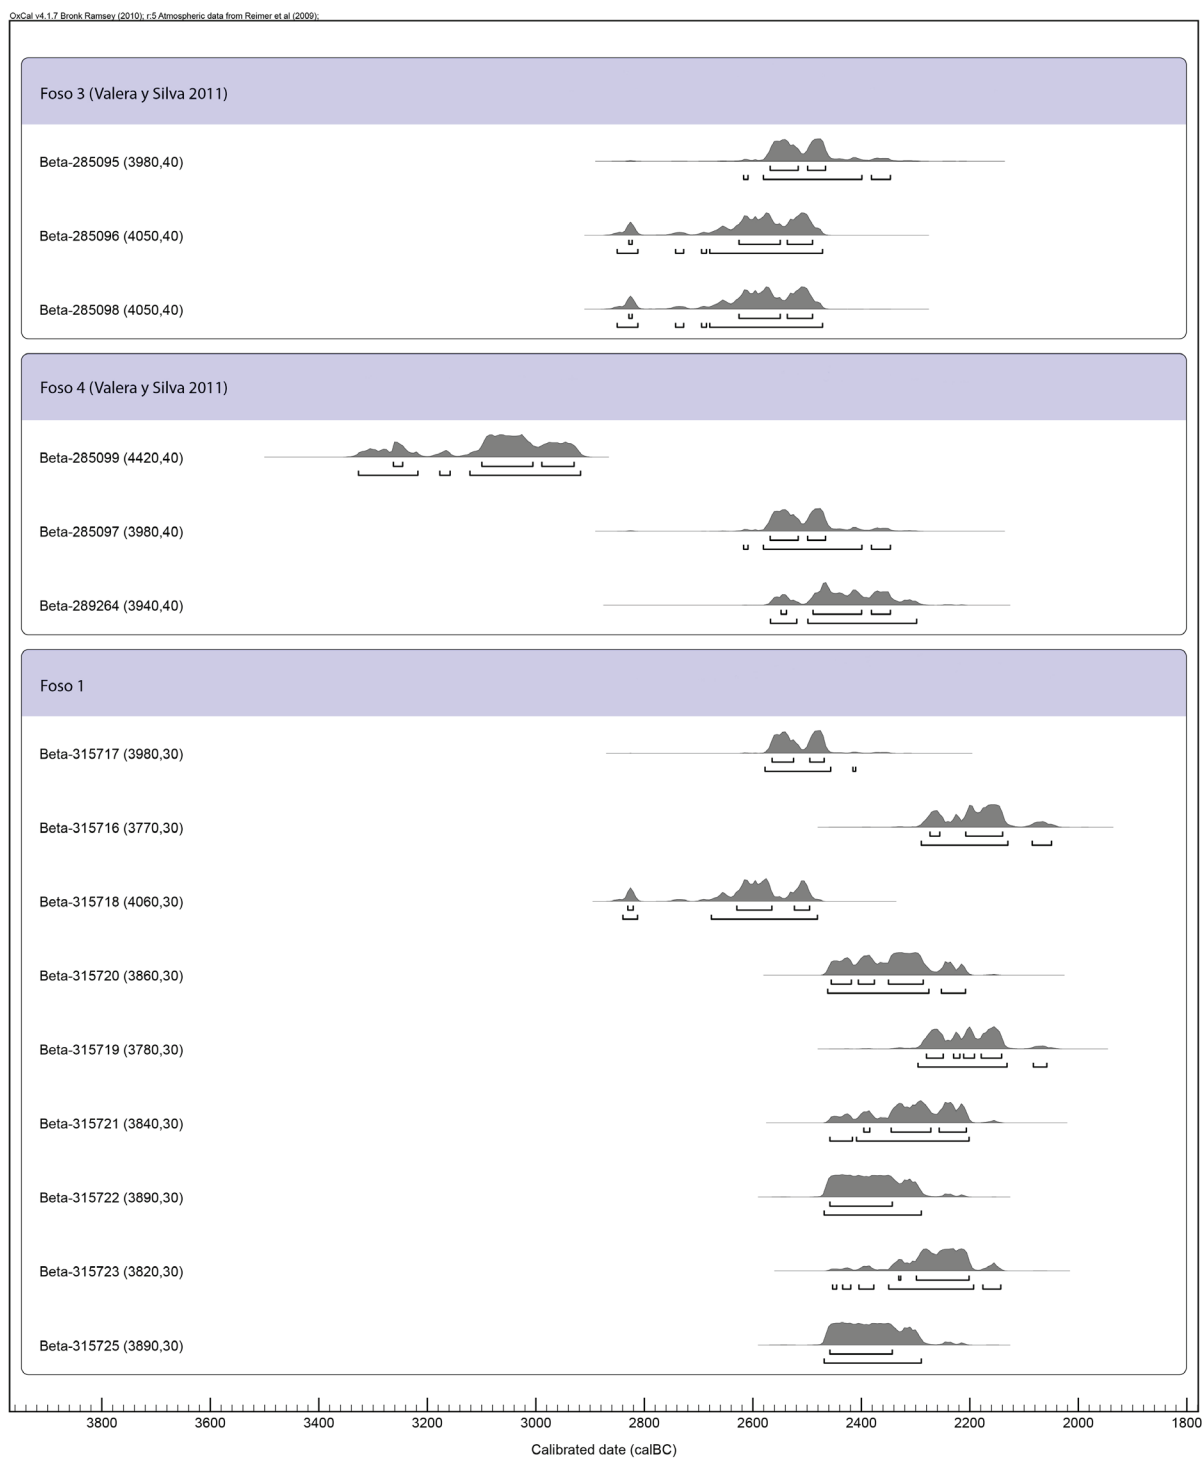 OxCal v4.1.7 Bronk Ramsey (2010); r:5 Atmospheric data from Reimer et al (2009);
Foso 3 (Valera y Silva 2011)
Beta-285095 (3980,40)
Beta-285096 (4050,40)
Beta-285098 (4050,40)
Foso 4 (Valera y Silva 2011)
Beta-285099 (4420,40)
Beta-285097 (3980,40)
Beta-289264 (3940,40)
Foso 1
Beta-315717 (3980,30)
Beta-315716 (3770,30)
Beta-315718 (4060,30)
Beta-315720 (3860,30)
Beta-315719 (3780,30)
Beta-315721 (3840,30)
Beta-315722 (3890,30)
Beta-315723 (3820,30)
Beta-315725 (3890,30)
3800 3600 3400 3200 3000 2800 2600 2400 2200 2000 1800
Calibrated date (calBC)